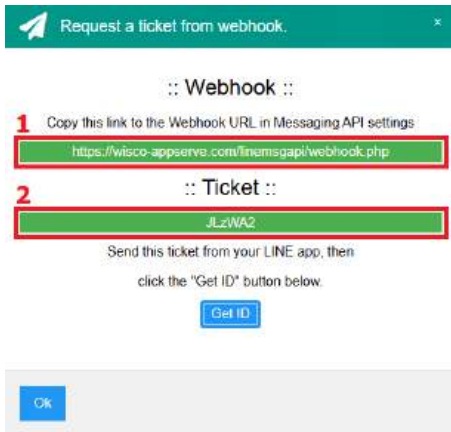 Request a ticket from webhook.
×
:: Webhook ::
1
Copy this link to the Webhook URL in Messaging API settings
https://wisco-appserve.com/linemsgapi/webhook.php
:: Ticket ::
2
JLzWA2
Send this ticket from your LINE app, then
click the "Get ID" button below.
Get ID
Ok